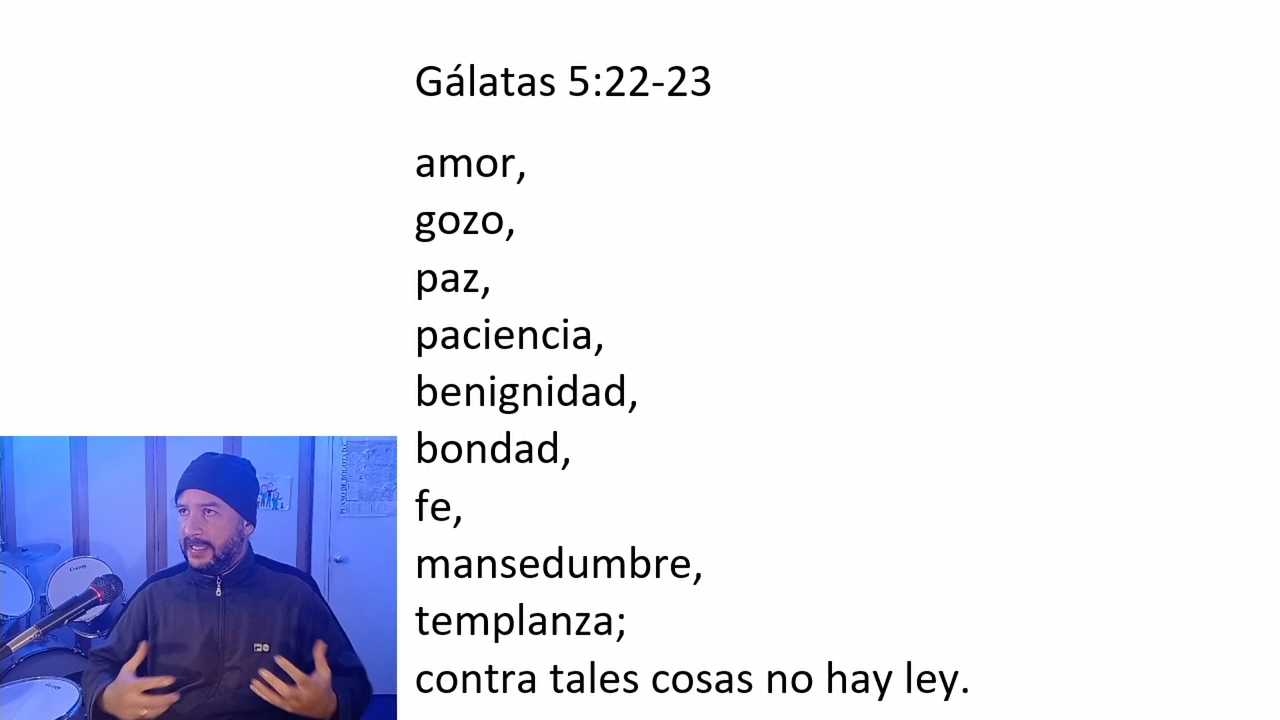 Gálatas 5:22-23
amor,
gozo,
paz,
paciencia,
benignidad,
bondad,
fe,
mansedumbre,
templanza;
contra tales cosas no hay ley.